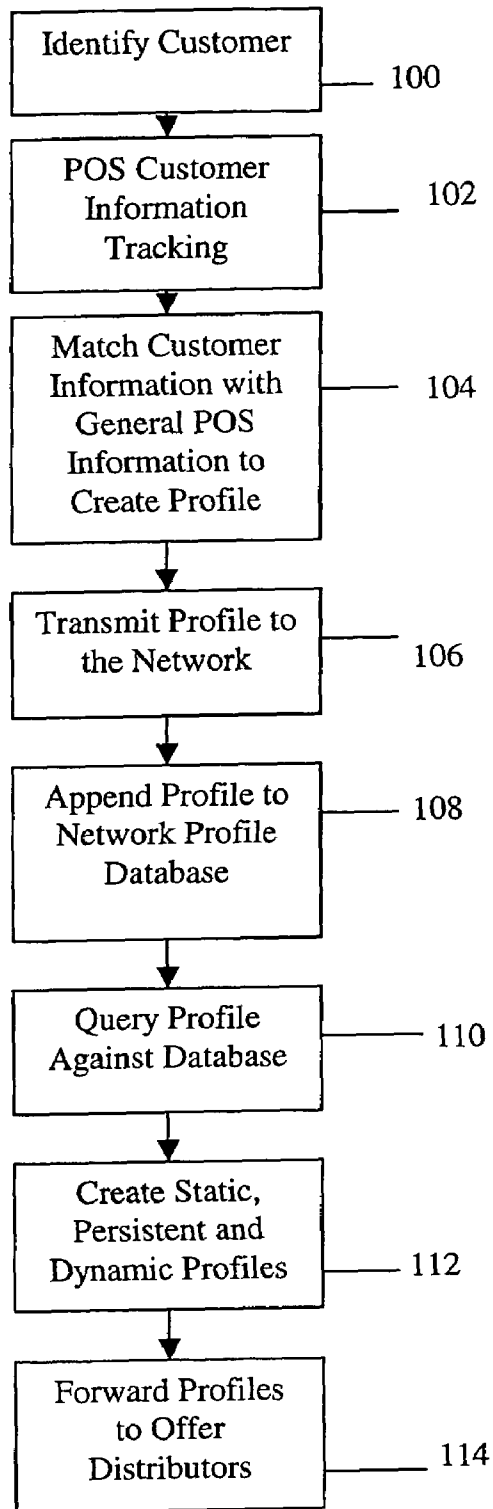 Identify Customer
100
POS Customer
Information
Tracking
102
Match Customer
Information with
General POS
Information to
Create Profile
104
Transmit Profile to
the Network
106
Append Profile to
Network Profile
Database
108
Query Profile
Against Database
110
Create Static,
Persistent and
Dynamic Profiles
112
Forward Profiles
to Offer
Distributors
114